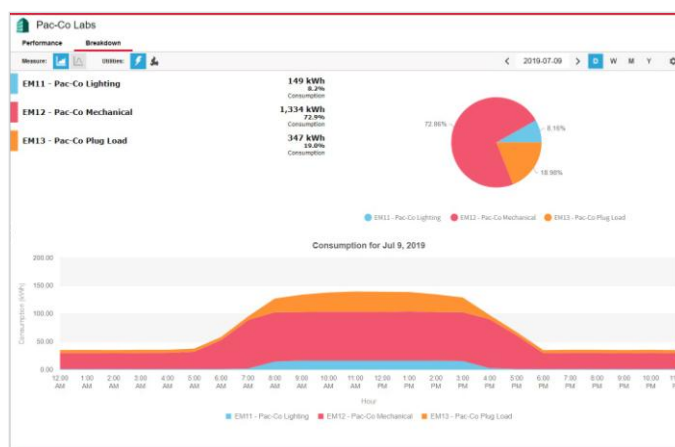 Pac-Co Labs
Performance Breakdown
Measure: Utilities: 2019-07-09 D W M Y
EM11 - Pac-Co Lighting 149 kWh
8.2%
Consumption
EM12 - Pac-Co Mechanical 1,334 kWh
72.9%
Consumption
EM13 - Pac-Co Plug Load 347 kWh
19.0%
Consumption
72.86% 8.16%
18.98%
EM11 - Pac-Co Lighting EM12 - Pac-Co Mechanical EM13 - Pac-Co Plug Load
Consumption for Jul 9, 2019
Consumption (kWh)
200.00
150.00
100.00
50.00
0.00
12:00 AM 1:00 AM 2:00 AM 3:00 AM 4:00 AM 5:00 AM 6:00 AM 7:00 AM 8:00 AM 9:00 AM 10:00 AM 11:00 AM 12:00 PM 1:00 PM 2:00 PM 3:00 PM 4:00 PM 5:00 PM 6:00 PM 7:00 PM 8:00 PM 9:00 PM 10:00 PM
Hour
EM11 - Pac-Co Lighting EM12 - Pac-Co Mechanical EM13 - Pac-Co Plug Load